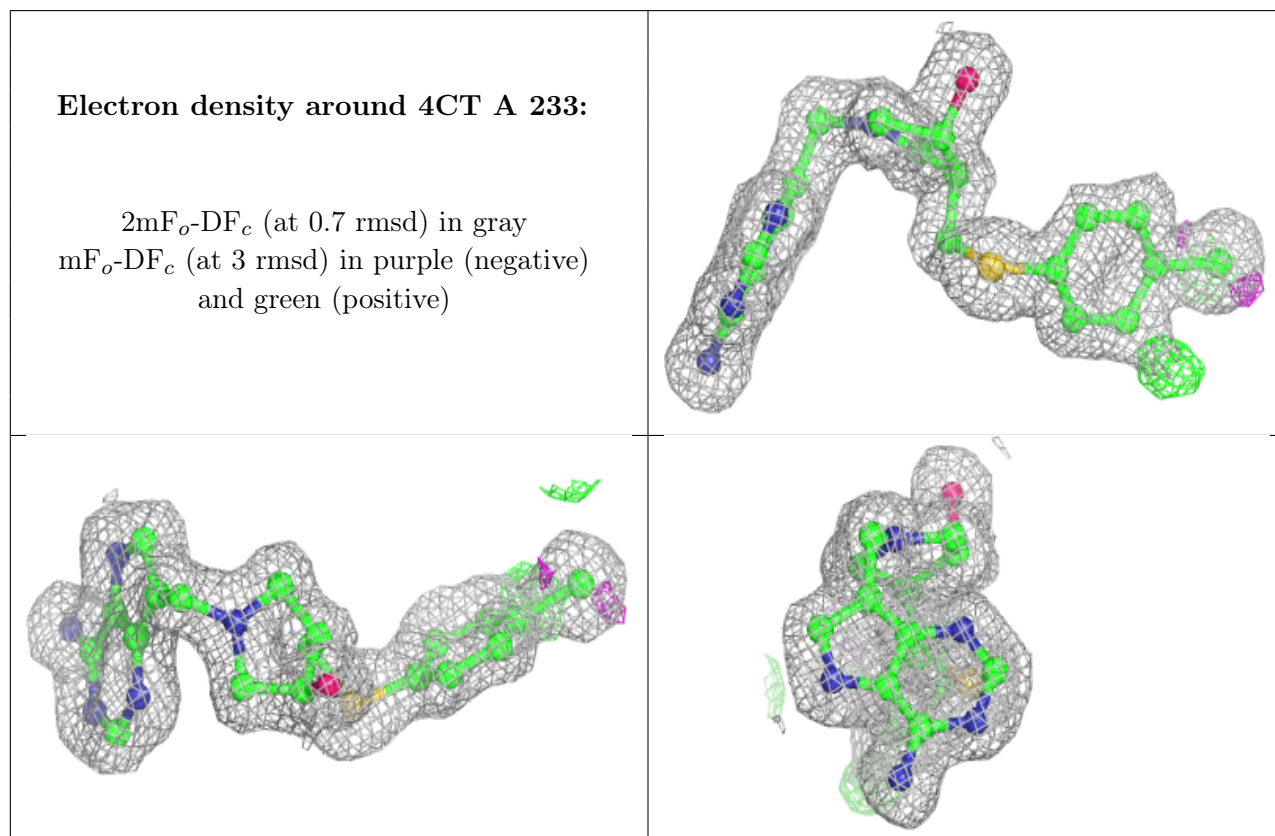 Electron density around 4CT A 233:
2mFo-DFc (at 0.7 rmsd) in gray
mFo-DFc (at 3 rmsd) in purple (negative)
and green (positive)